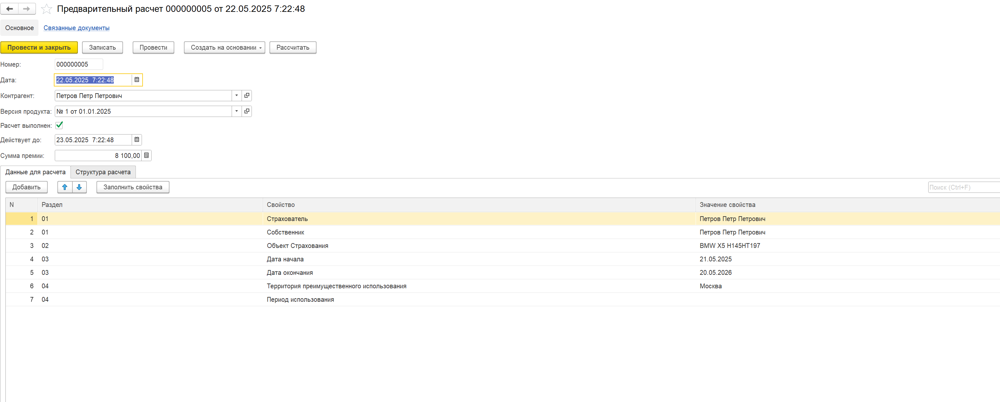 Предварительный расчет 000000005 от 22.05.2025 7:22:48
Основное Связанные документы
Провести и закрыть Записать Провести Создать на основании Рассчитать
Номер: 000000005
Дата: 22.05.2025 7:22:48
Контрагент: Петров Петр Петрович
Версия продукта: № 1 от 01.01.2025
Расчет выполнен:
Действует до: 23.05.2025 7:22:48
Сумма премии: 8 100,00
Данные для расчета Структура расчета
Добавить Заполнить свойства Поиск (Ctrl+F)
N Раздел Свойство Значение свойства
1 01 Страхователь Петров Петр Петрович
2 01 Собственник Петров Петр Петрович
3 02 Объект Страхования BMW X5 Н145НТ197
4 03 Дата начала 21.05.2025
5 03 Дата окончания 20.05.2026
6 04 Территория преимущественного использования Москва
7 04 Период использования